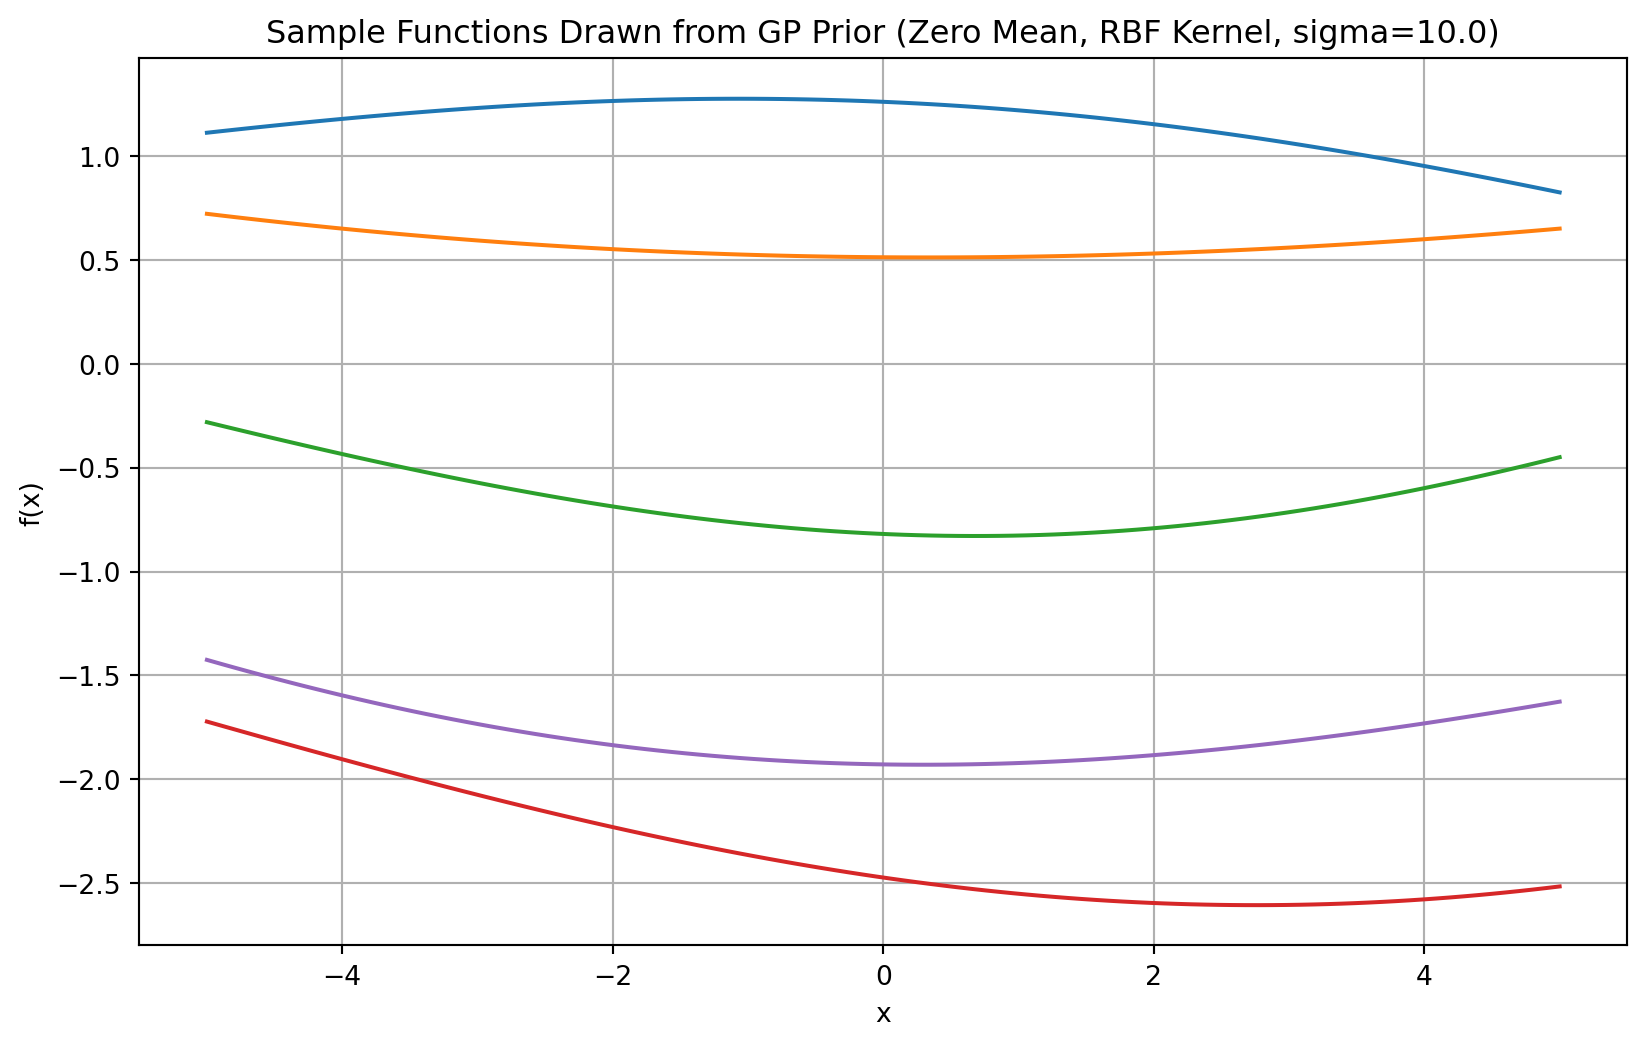 Sample Functions Drawn from GP Prior (Zero Mean, RBF Kernel, sigma=10.0)
1.0
0.5
0.0
−0.5
−1.0
−1.5
−2.0
−2.5
f(x)
−4 −2 0 2 4
x